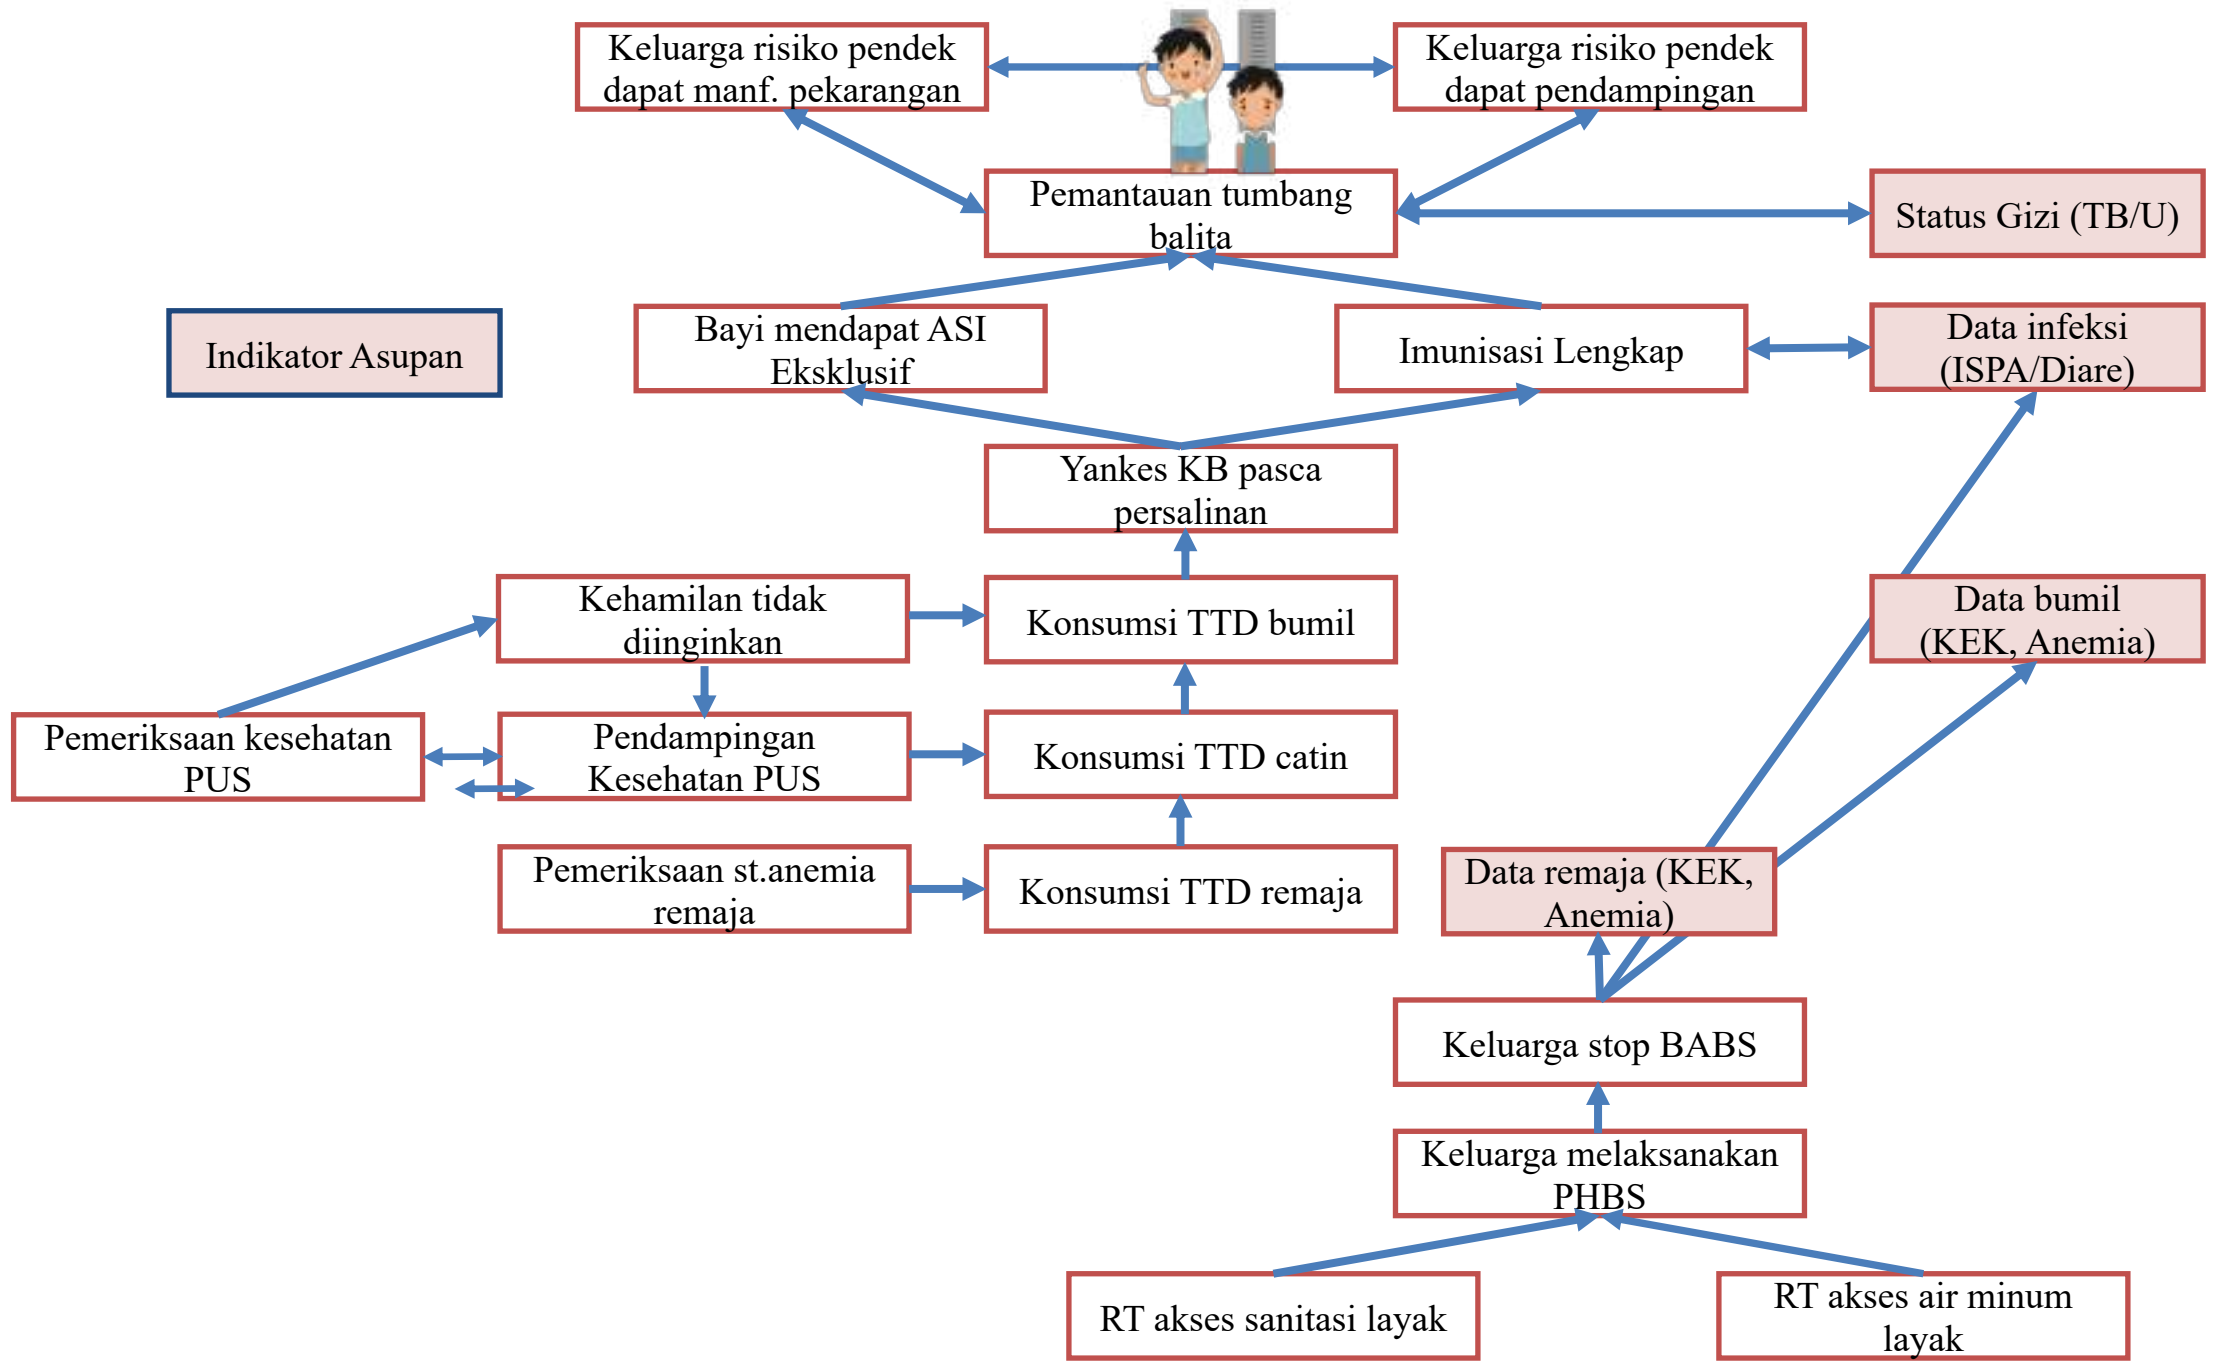 Keluarga risiko pendek
dapat manf. pekarangan
Keluarga risiko pendek
dapat pendampingan
Pemantauan tumbang
balita
Status Gizi (TB/U)
Indikator Asupan
Bayi mendapat ASI
Eksklusif
Imunisasi Lengkap
Data infeksi
(ISPA/Diare)
Yankes KB pasca
persalinan
Kehamilan tidak
diinginkan
Konsumsi TTD bumil
Data bumil
(KEK, Anemia)
Pemeriksaan kesehatan
PUS
Pendampingan
Kesehatan PUS
Konsumsi TTD catin
Pemeriksaan st.anemia
remaja
Konsumsi TTD remaja
Data remaja (KEK,
Anemia)
Keluarga stop BABS
Keluarga melaksanakan
PHBS
RT akses sanitasi layak
RT akses air minum
layak